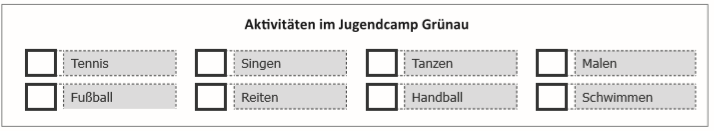 Aktivitäten im Jugendcamp Grünau
Tennis Singen Tanzen Malen
Fußball Reiten Handball Schwimmen